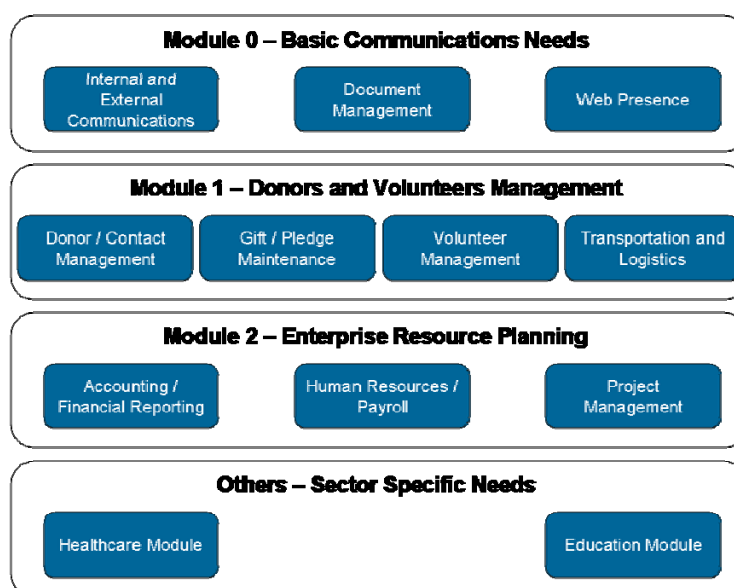 Module 0 – Basic Communications Needs
Internal and
External
Communications
Document
Management
Web Presence
Module 1 – Donors and Volunteers Management
Donor / Contact
Management
Gift / Pledge
Maintenance
Volunteer
Management
Transportation and
Logistics
Module 2 – Enterprise Resource Planning
Accounting /
Financial Reporting
Human Resources /
Payroll
Project
Management
Others – Sector Specific Needs
Healthcare Module
Education Module